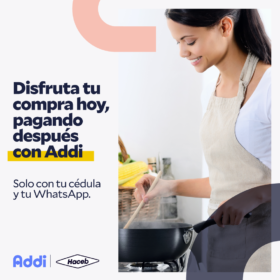 Disfruta tu
compra hoy,
pagando
después
con Addi
Solo con tu cédula
y tu WhatsApp.
Addi
Haceb